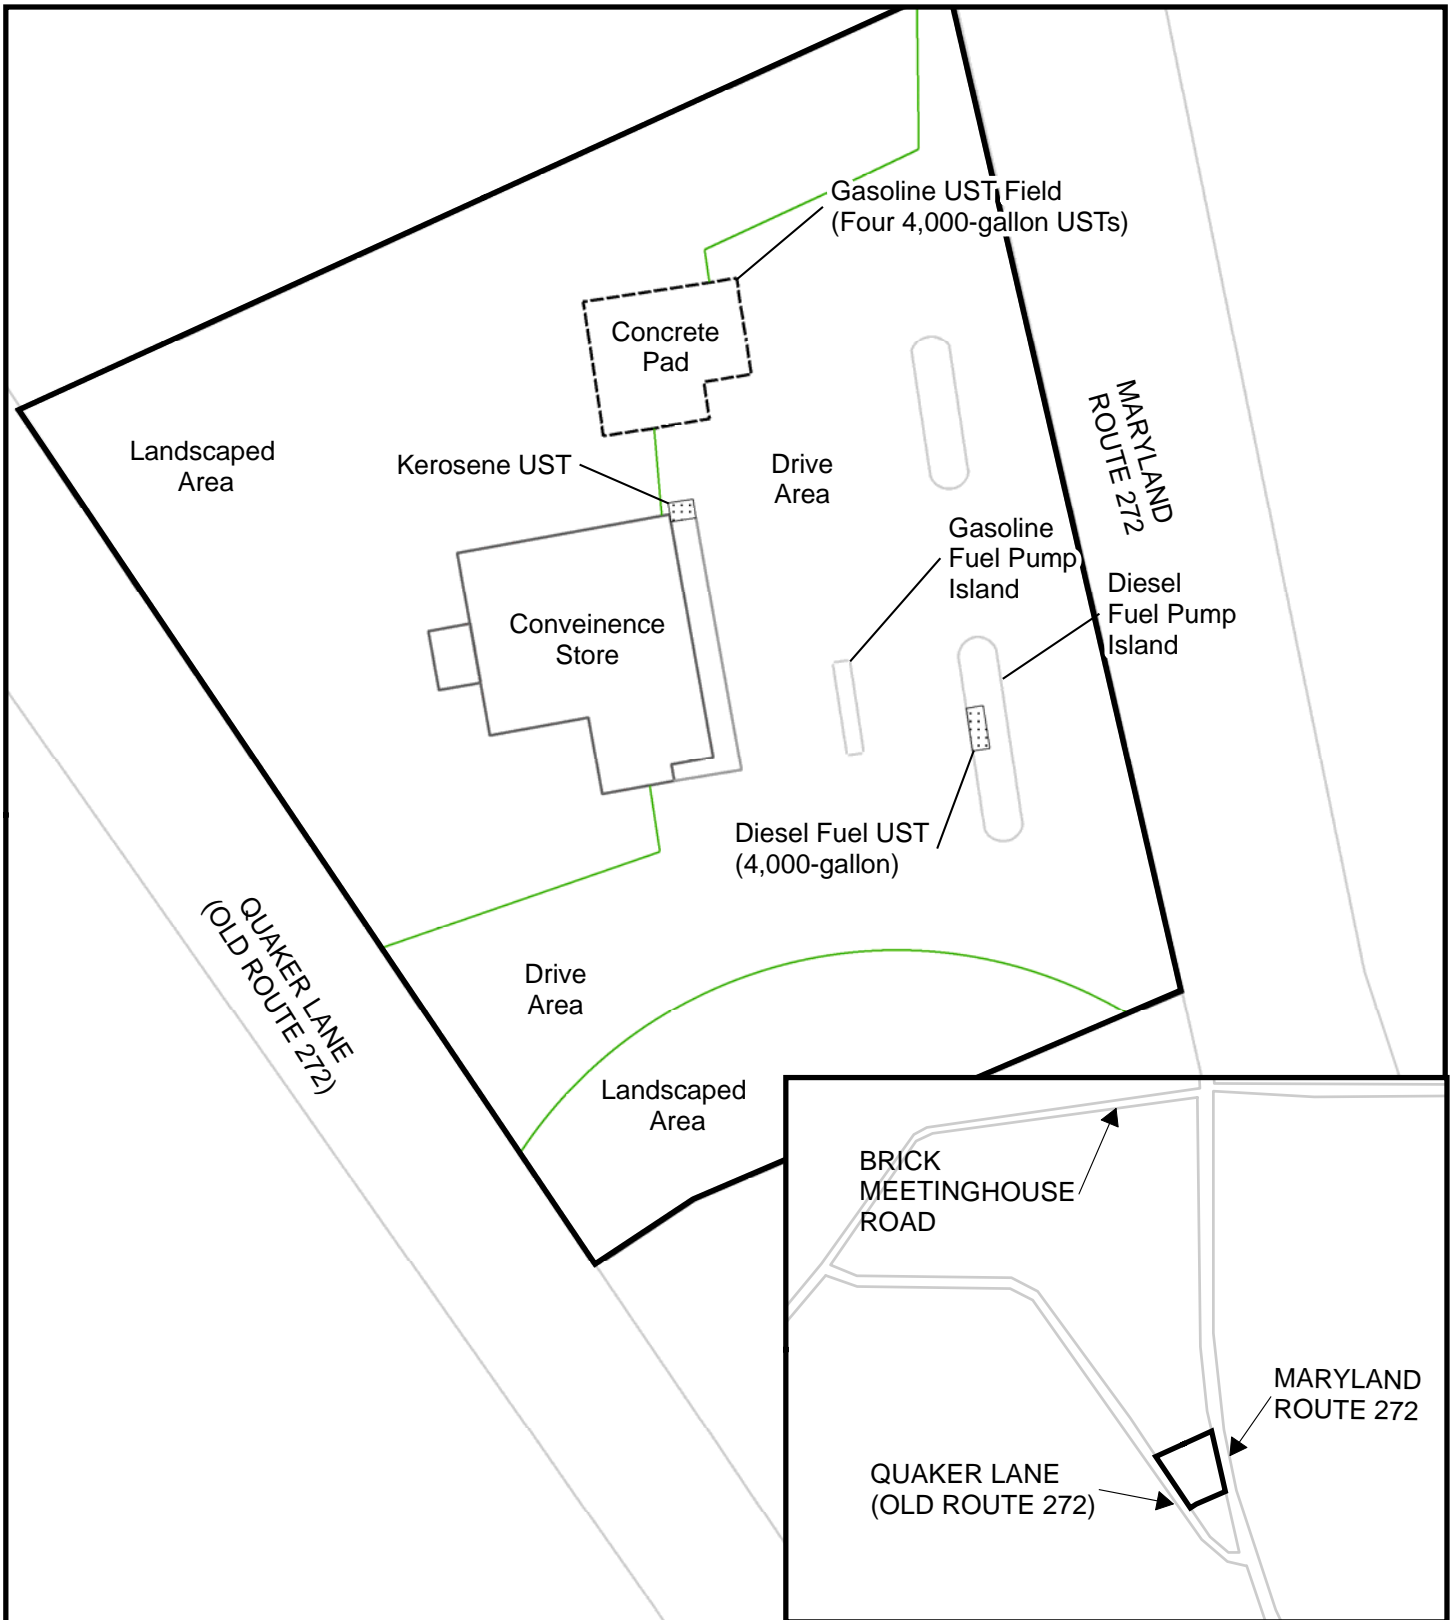 Gasoline UST Field
(Four 4,000-gallon USTs)
Concrete
Pad
Landscaped
Area
Kerosene UST
Drive
Area
MARYLAND
ROUTE 272
Gasoline
Fuel Pump
Island
Diesel
Fuel Pump
Island
Conveinence
Store
Diesel Fuel UST
(4,000-gallon)
QUAKER LANE
(OLD ROUTE 272)
Drive
Area
Landscaped
Area
BRICK
MEETINGHOUSE
ROAD
MARYLAND
ROUTE 272
QUAKER LANE
(OLD ROUTE 272)